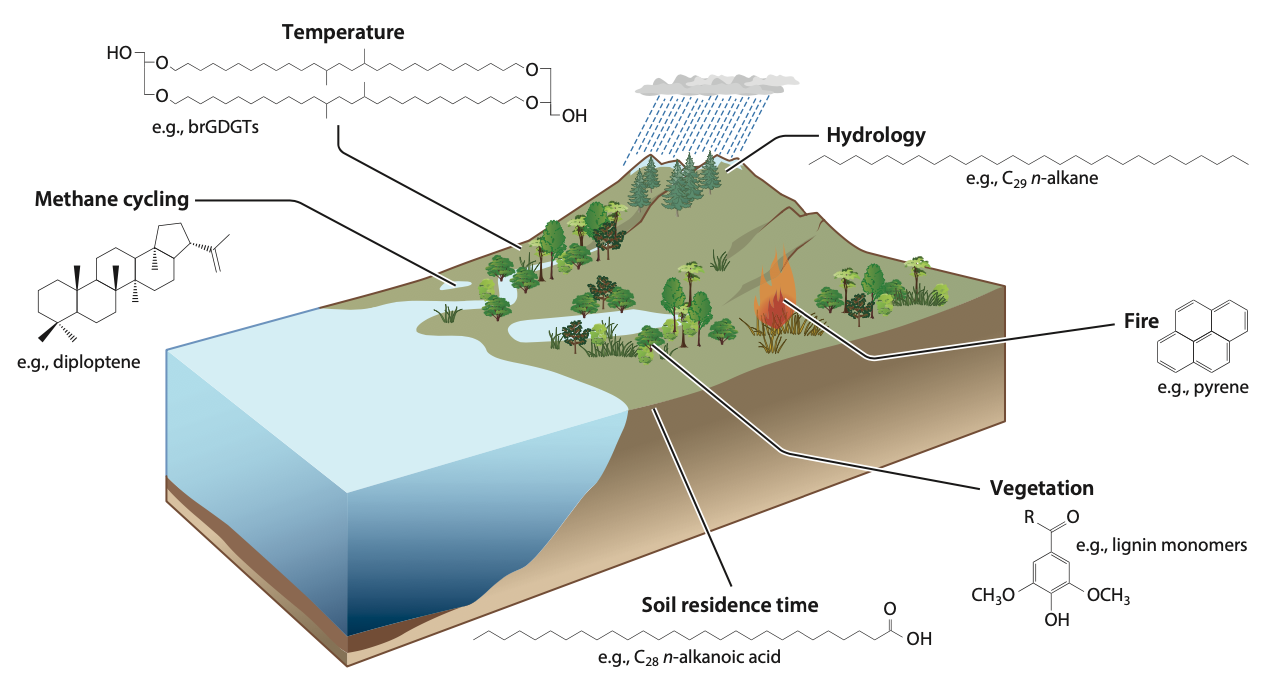 Temperature
HO
O
O
O
O
OH
e.g., brGDGTs
Hydrology
e.g., C29 n-alkane
Methane cycling
e.g., diploptene
Fire
e.g., pyrene
Vegetation
R
O
e.g., lignin monomers
CH3O
OCH3
OH
Soil residence time
O
OH
e.g., C28 n-alkanoic acid